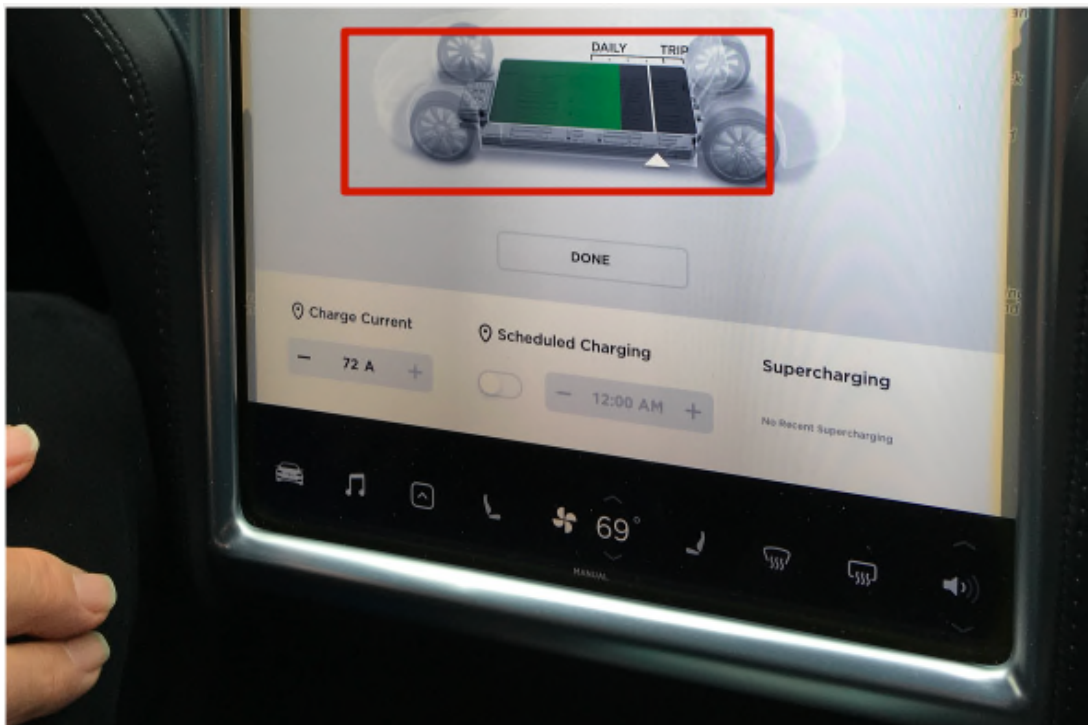 DAILY TRIP
DONE
Charge Current
− 72 A +
Scheduled Charging
− 12:00 AM +
Supercharging
No Recent Supercharging
69°
MANUAL